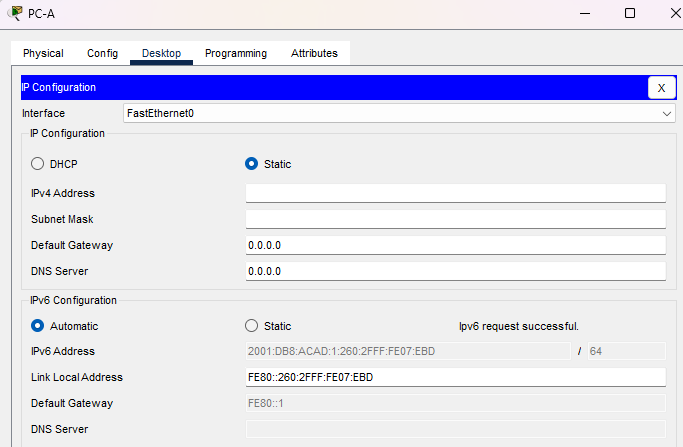 PC-A
Physical Config Desktop Programming Attributes
IP Configuration X
Interface FastEthernet0
IP Configuration
DHCP Static
IPv4 Address
Subnet Mask
Default Gateway 0.0.0.0
DNS Server 0.0.0.0
IPv6 Configuration
Automatic Static Ipv6 request successful.
IPv6 Address 2001:DB8:ACAD:1:260:2FFF:FE07:EBD / 64
Link Local Address FE80::260:2FFF:FE07:EBD
Default Gateway FE80::1
DNS Server